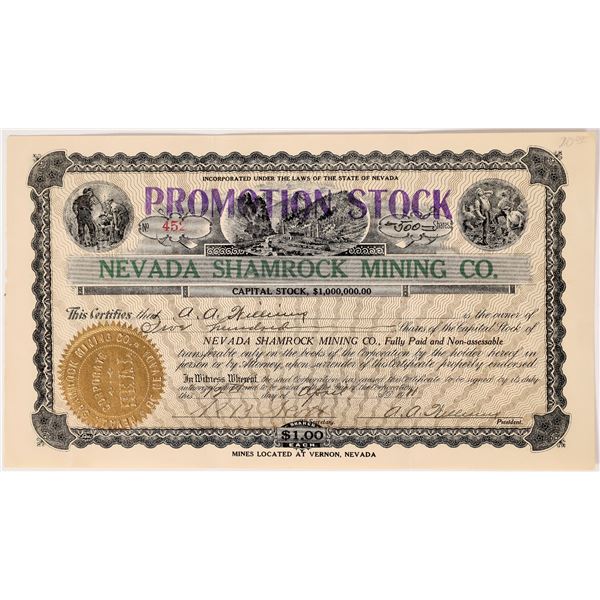 INCORPORATED UNDER THE LAWS OF THE STATE OF NEVADA
PROMOTION STOCK
No 452
500 Shares
NEVADA SHAMROCK MINING CO.
CAPITAL STOCK, $1,000,000.00
This Certifies that A. A. is the owner of
hundred Shares of the Capital Stock of
NEVADA SHAMROCK MINING CO., Fully Paid and Non-assessable
transferable only in the books of the Corporation by the holder hereof in
person or by Attorney, upon surrender of this Certificate properly endorsed.
In Witness Whereof, the said Corporation has caused this Certificate to be signed by its duly
authorized officers
this day of April
A. A.
Secretary President.
SHARES
$1.00
EACH
MINES LOCATED AT VERNON, NEVADA